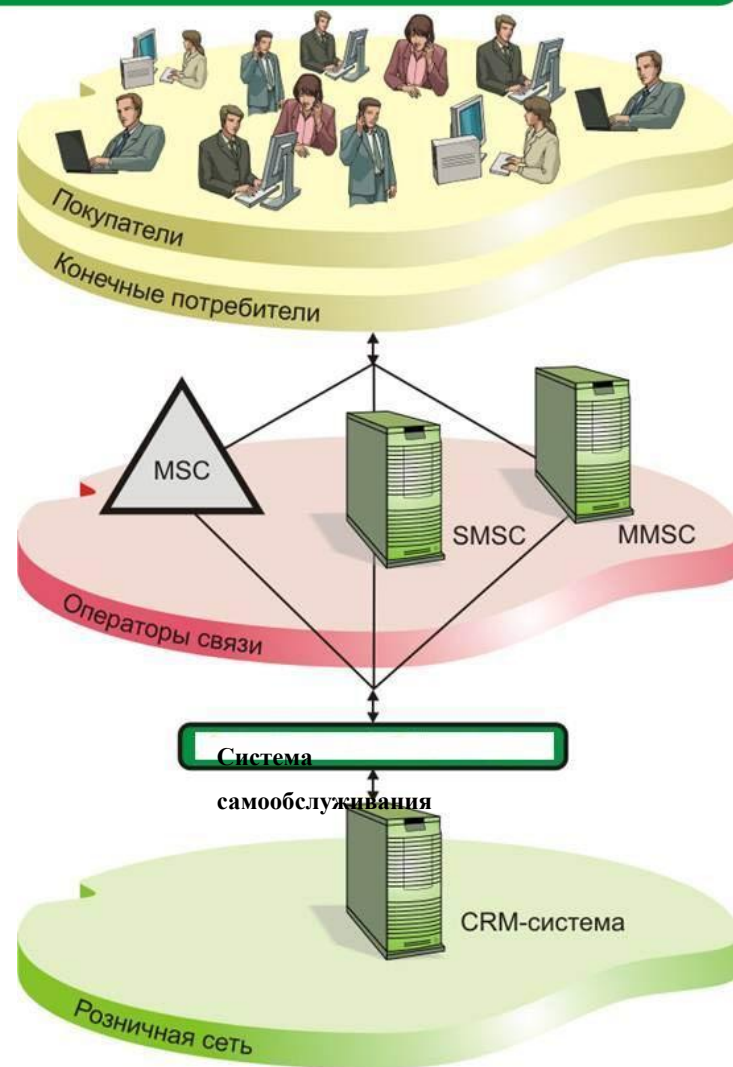 Покупатели
Конечные потребители
MSC
SMSC
MMSC
Операторы связи
Система
самообслуживания
CRM-система
Розничная сеть